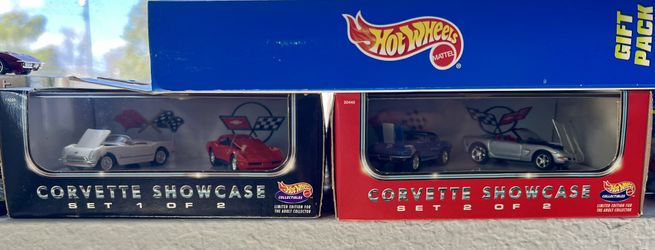 Hot Wheels
MATTEL
GIFT
PACK
CORVETTE SHOWCASE
SET 1 OF 2
Hot Wheels
COLLECTIBLES
LIMITED EDITION FOR
THE ADULT COLLECTOR
CORVETTE SHOWCASE
SET 2 OF 2
Hot Wheels
COLLECTIBLES
LIMITED EDITION FOR
THE ADULT COLLECTOR